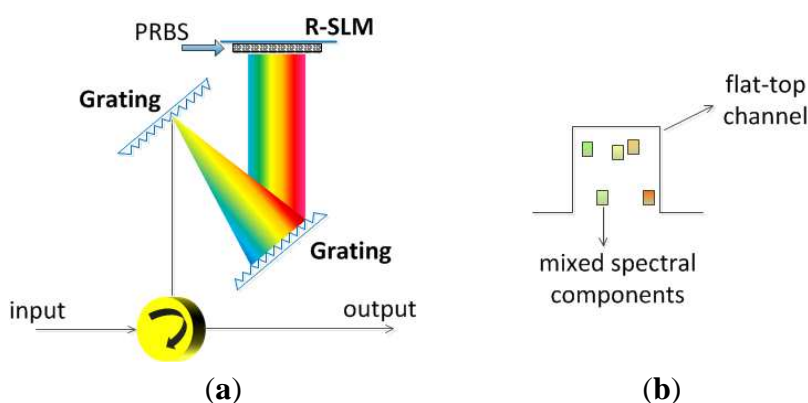 PRBS
R-SLM
Grating
Grating
input
output
(a)
flat-top
channel
mixed spectral
components
(b)